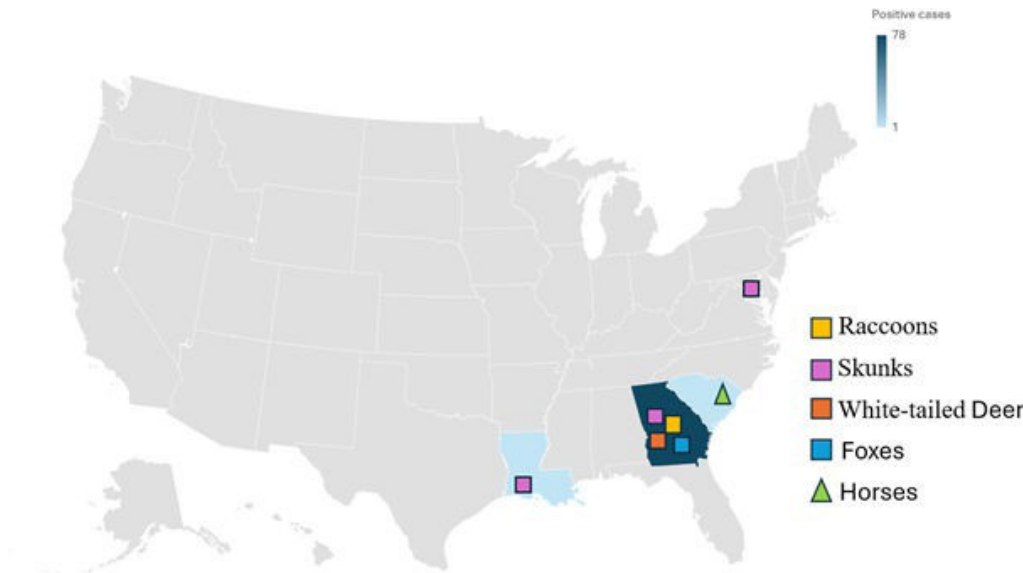 Positive cases
78
1
Raccoons
Skunks
White-tailed Deer
Foxes
Horses